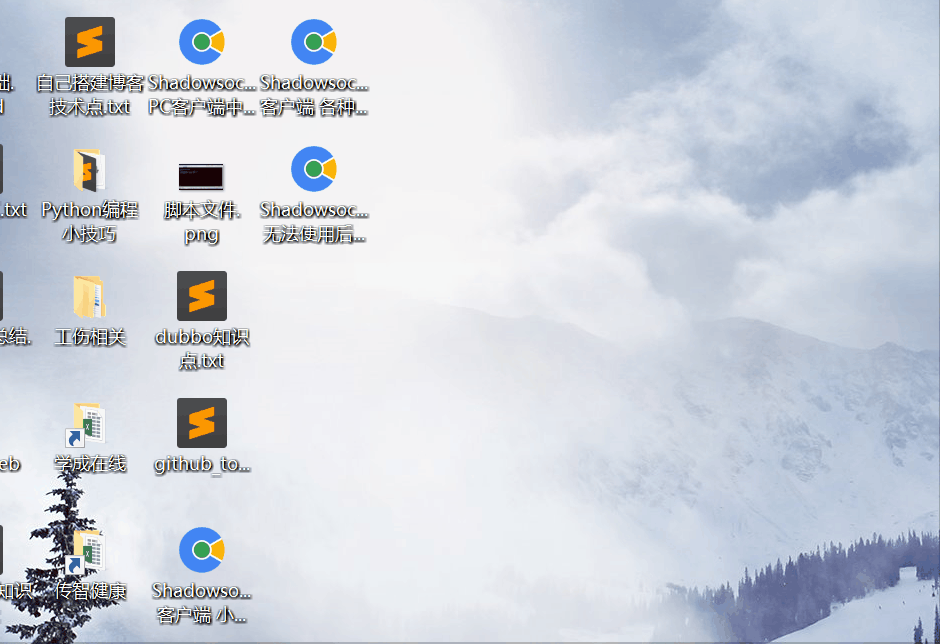 础.
自己搭建博客
技术点.txt
Shadowsoc...
PC客户端中...
Shadowsoc...
客户端 各种...
.txt
Python编程
小技巧
脚本文件.
png
Shadowsoc...
无法使用后...
总结.
工伤相关
dubbo知识
点.txt
eb
学成在线
github_to...
知识
传智健康
Shadowso...
客户端 小...